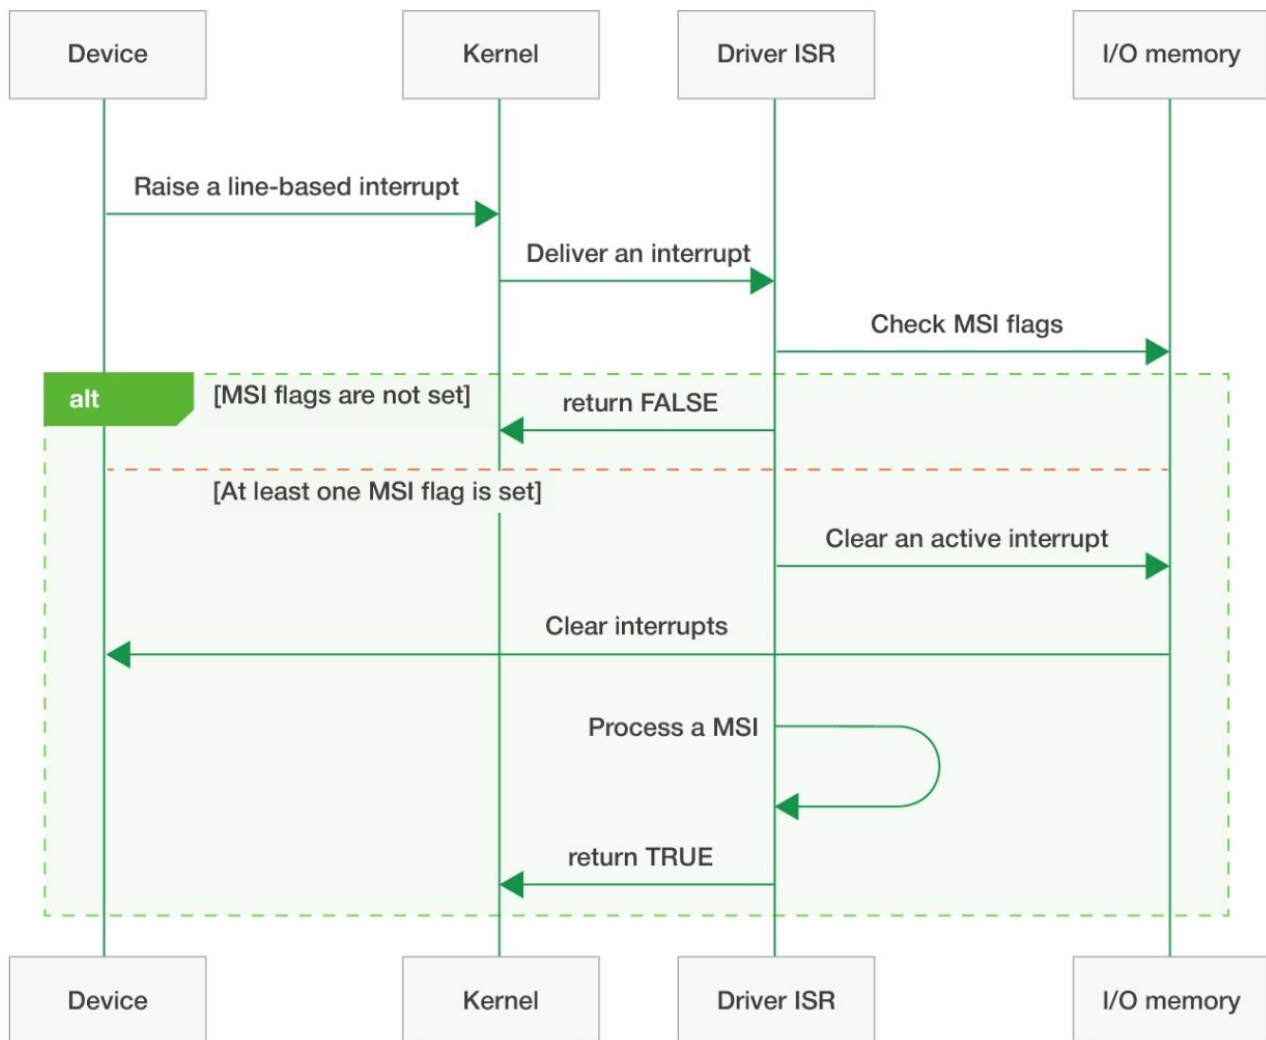 Device
Kernel
Driver ISR
I/O memory
Raise a line-based interrupt
Deliver an interrupt
Check MSI flags
alt
[MSI flags are not set]
return FALSE
[At least one MSI flag is set]
Clear an active interrupt
Clear interrupts
Process a MSI
return TRUE
Device
Kernel
Driver ISR
I/O memory